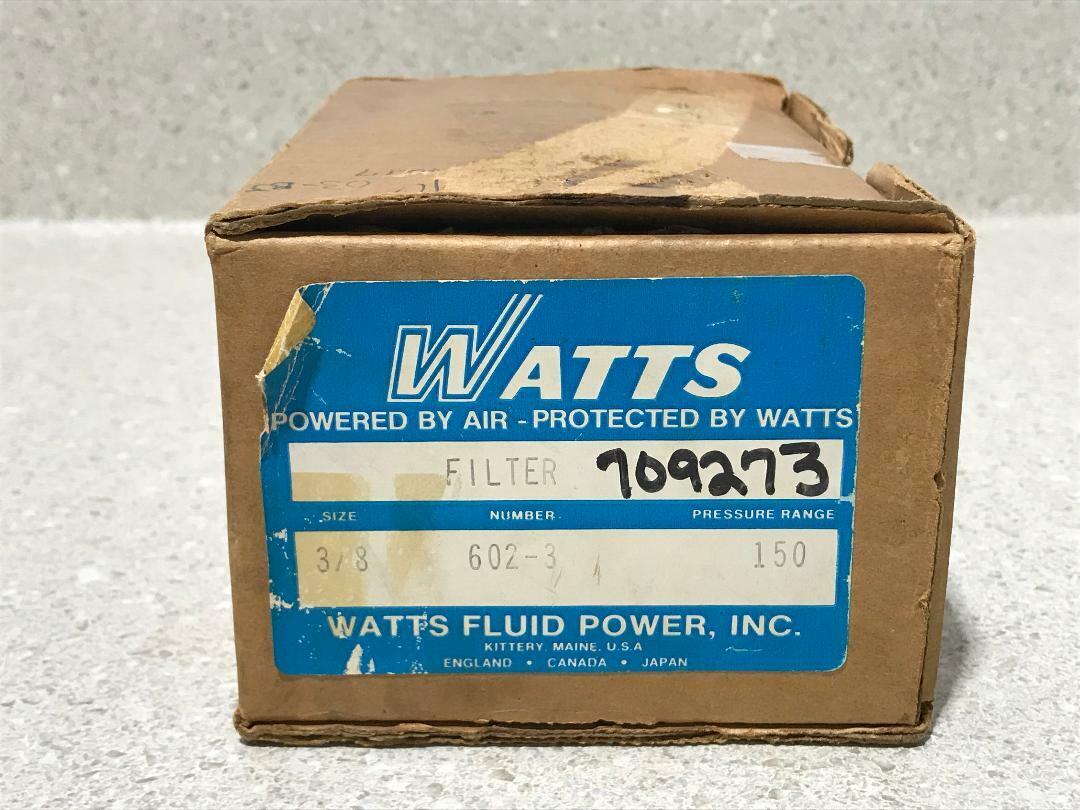 WATTS
POWERED BY AIR - PROTECTED BY WATTS
FILTER 709273
SIZE NUMBER PRESSURE RANGE
3/8 602-3 150
WATTS FLUID POWER, INC.
KITTERY, MAINE, U.S.A
ENGLAND • CANADA • JAPAN